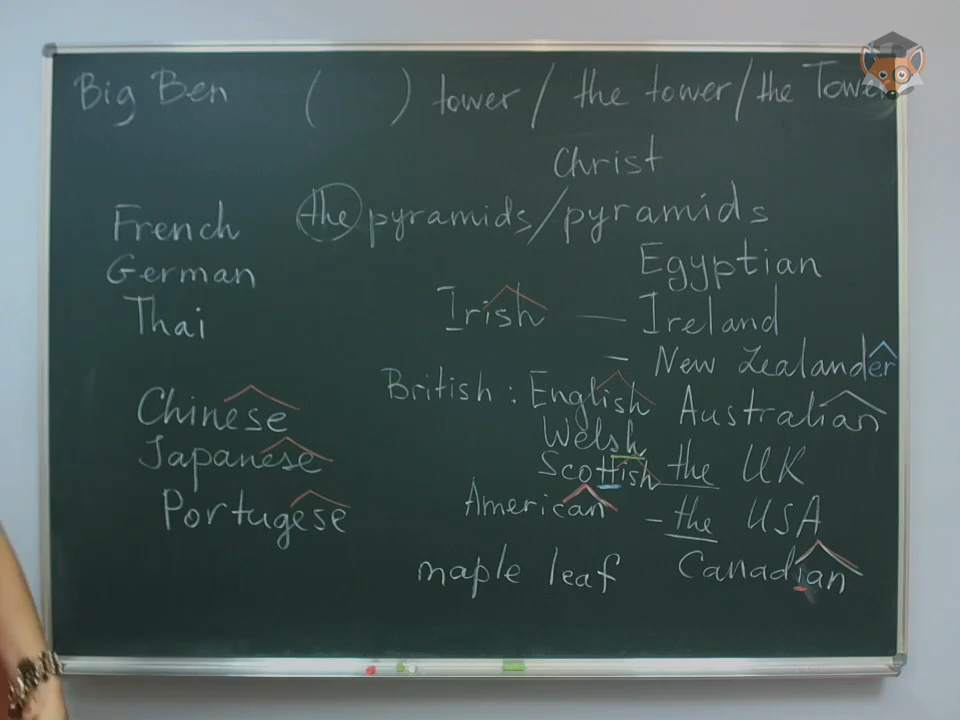 Big Ben ( ) tower / the tower / the Tower
Christ
the pyramids / pyramids
French
German
Thai
Egyptian
Irish — Ireland
— New Zealander
British : English
Welsh
Scottish
Australian
the UK
American
— the USA
maple leaf
Canadian
Chinese
Japanese
Portugese